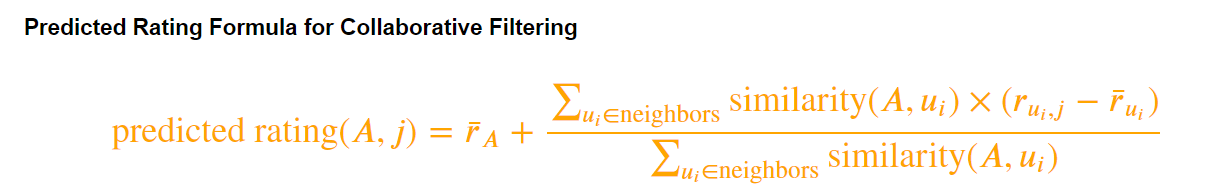 Predicted Rating Formula for Collaborative Filtering
predicted rating(A, j) = r̄_A + \frac{∑_{u_i∈neighbors} similarity(A, u_i) × (r_{u_i,j} − r̄_{u_i})}{∑_{u_i∈neighbors} similarity(A, u_i)}